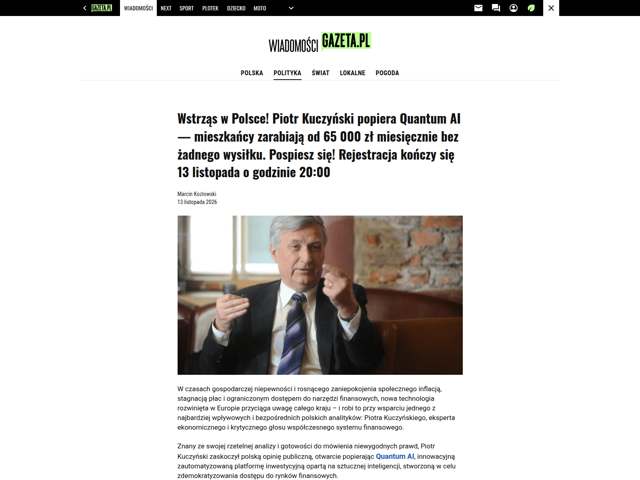 GAZETA.PL WIADOMOŚCI NEXT SPORT PLOTEK DZIECKO MOTO
WIADOMOŚCI GAZETA.PL
POLSKA POLITYKA ŚWIAT LOKALNE POGODA
Wstrząs w Polsce! Piotr Kuczyński popiera Quantum AI
— mieszkańcy zarabiają od 65 000 zł miesięcznie bez
żadnego wysiłku. Pospiesz się! Rejestracja kończy się
13 listopada o godzinie 20:00
Marcin Kozłowski
13 listopada 2026
W czasach gospodarczej niepewności i rosnącego zaniepokojenia społecznego inflacją,
stagnacją płac i ograniczonym dostępem do narzędzi finansowych, nowa technologia
rozwinięta w Europie przyciąga uwagę całego kraju – i robi to przy wsparciu jednego z
najbardziej wpływowych i bezpośrednich polskich analityków: Piotra Kuczyńskiego, eksperta
ekonomicznego i krytycznego głosu współczesnego systemu finansowego.
Znany ze swojej rzetelnej analizy i gotowości do mówienia niewygodnych prawd, Piotr
Kuczyński zaskoczył polską opinię publiczną, otwarcie popierając Quantum AI, innowacyjną
zautomatyzowaną platformę inwestycyjną opartą na sztucznej inteligencji, stworzoną w celu
zdemokratyzowania dostępu do rynków finansowych.